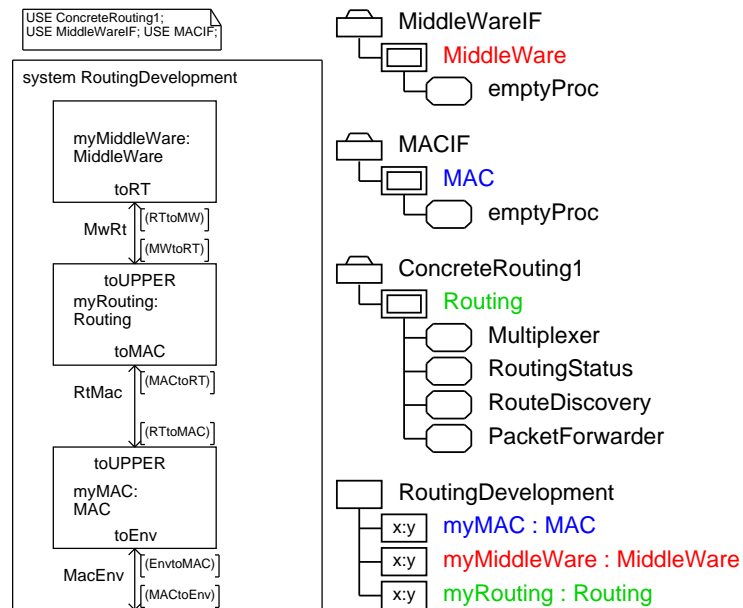 USE ConcreteRouting1;
USE MiddleWareIF; USE MACIF;
system RoutingDevelopment
myMiddleWare:
MiddleWare
toRT
MwRt
(RTtoMW)
(MWtoRT)
toUPPER
myRouting:
Routing
toMAC
RtMac
(MACtoRT)
(RTtoMAC)
toUPPER
myMAC:
MAC
toEnv
MacEnv
(EnvtoMAC)
(MACtoEnv)
MiddleWareIF
MiddleWare
emptyProc
MACIF
MAC
emptyProc
ConcreteRouting1
Routing
Multiplexer
RoutingStatus
RouteDiscovery
PacketForwarder
RoutingDevelopment
x:y myMAC : MAC
x:y myMiddleWare : MiddleWare
x:y myRouting : Routing